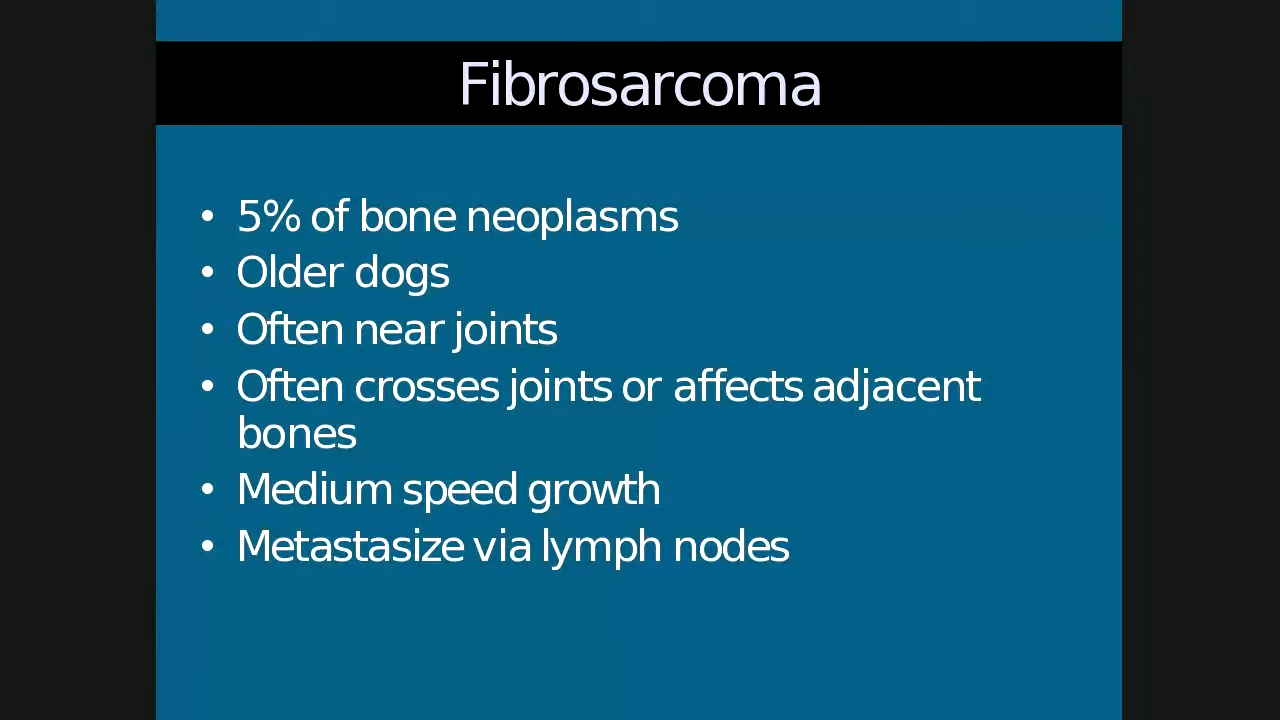 Fibrosarcoma
• 5% of bone neoplasms
• Older dogs
• Often near joints
• Often crosses joints or affects adjacent
bones
• Medium speed growth
• Metastasize via lymph nodes